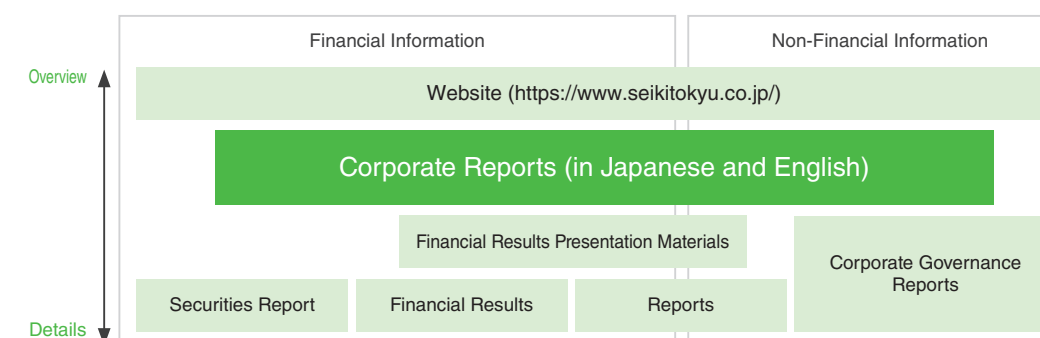 Financial Information
Non-Financial Information
Overview
Website (https://www.seikitokyu.co.jp/)
Corporate Reports (in Japanese and English)
Financial Results Presentation Materials
Corporate Governance
Reports
Securities Report
Financial Results
Reports
Details